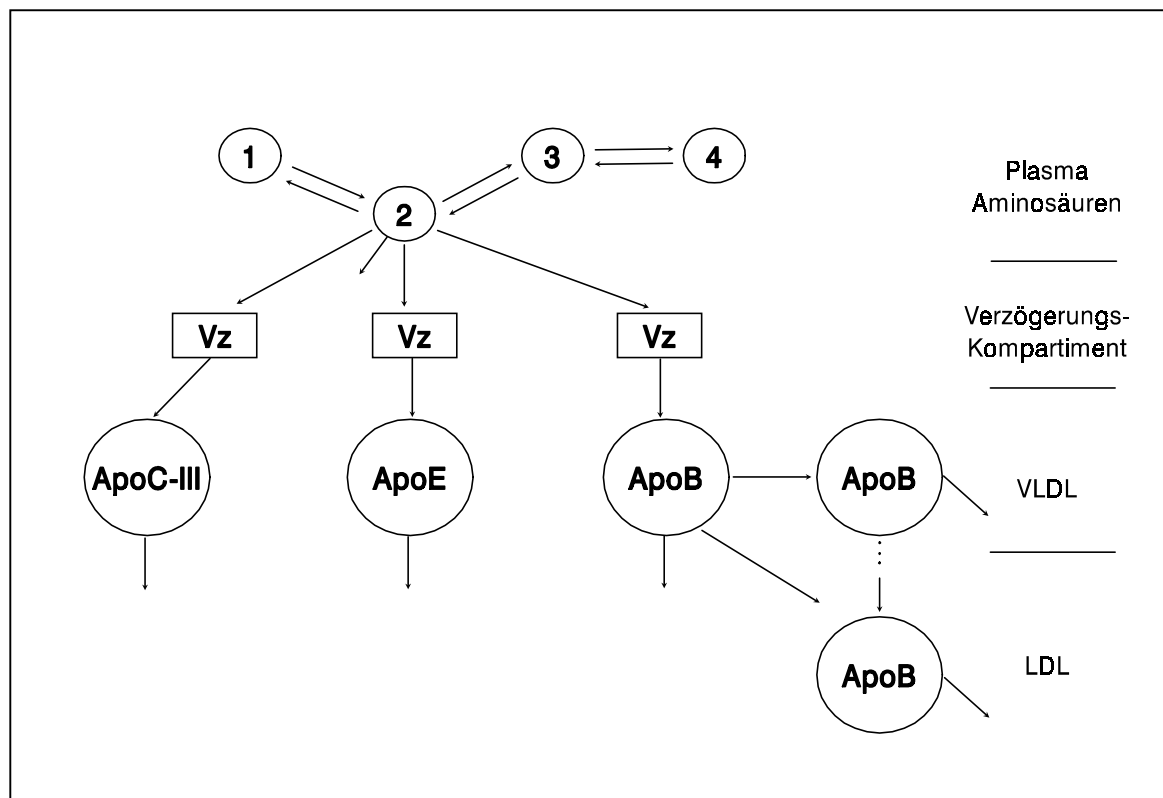 1
3
4
2
Plasma
Aminosäuren
Vz
Vz
Vz
Verzögerungs-
Kompartiment
ApoC-III
ApoE
ApoB
ApoB
VLDL
ApoB
LDL